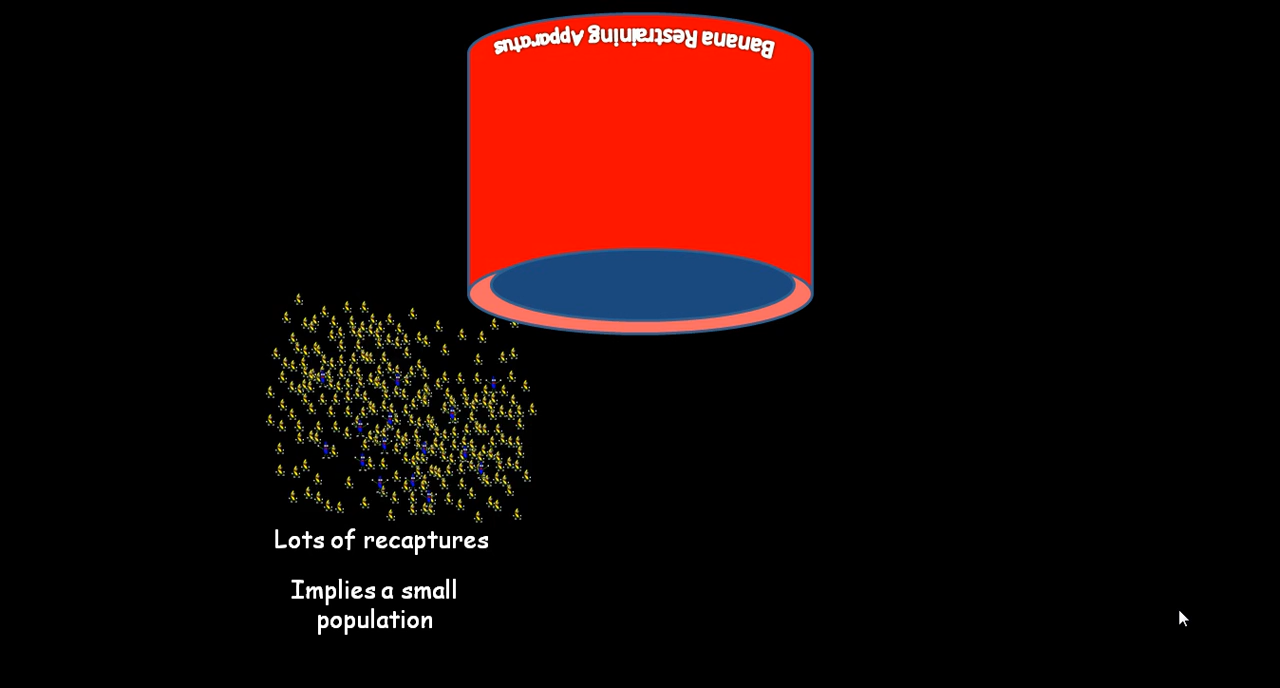 Banana Restraining Apparatus
Lots of recaptures
Implies a small
population